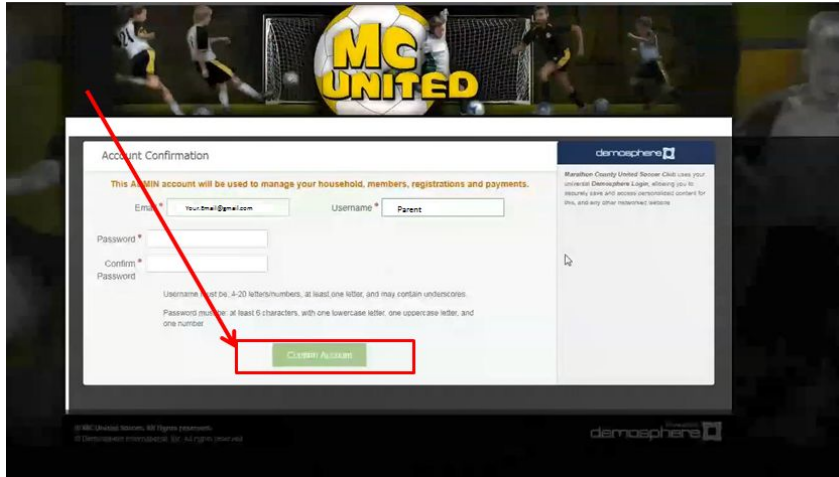 MC
UNITED
Account Confirmation
demosphere
This ADMIN account will be used to manage your household, members, registrations and payments.
Email *
Your.Email@gmail.com
Username *
Parent
Marathon County United Soccer Club uses your
universal Demosphere Login, allowing you to
securely save and access personalized content for
this, and any other networked website
Password *
Confirm *
Password
Username must be: 4-20 letters/numbers, at least one letter, and may contain underscores.
Password must be: at least 6 characters, with one lowercase letter, one uppercase letter, and
one number
Confirm Account
© MC United Soccer. All rights reserved.
© Demosphere International, Inc. All rights reserved
demosphere